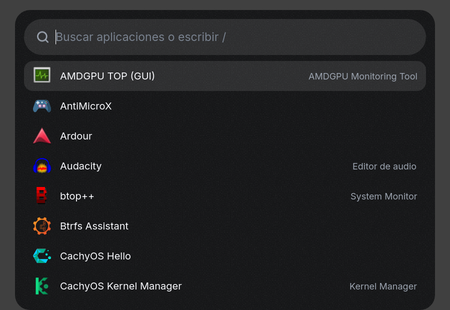 Buscar aplicaciones o escribir /
AMDGPU TOP (GUI) AMDGPU Monitoring Tool
AntiMicroX
Ardour
Audacity Editor de audio
btop++ System Monitor
Btrfs Assistant
CachyOS Hello
CachyOS Kernel Manager Kernel Manager